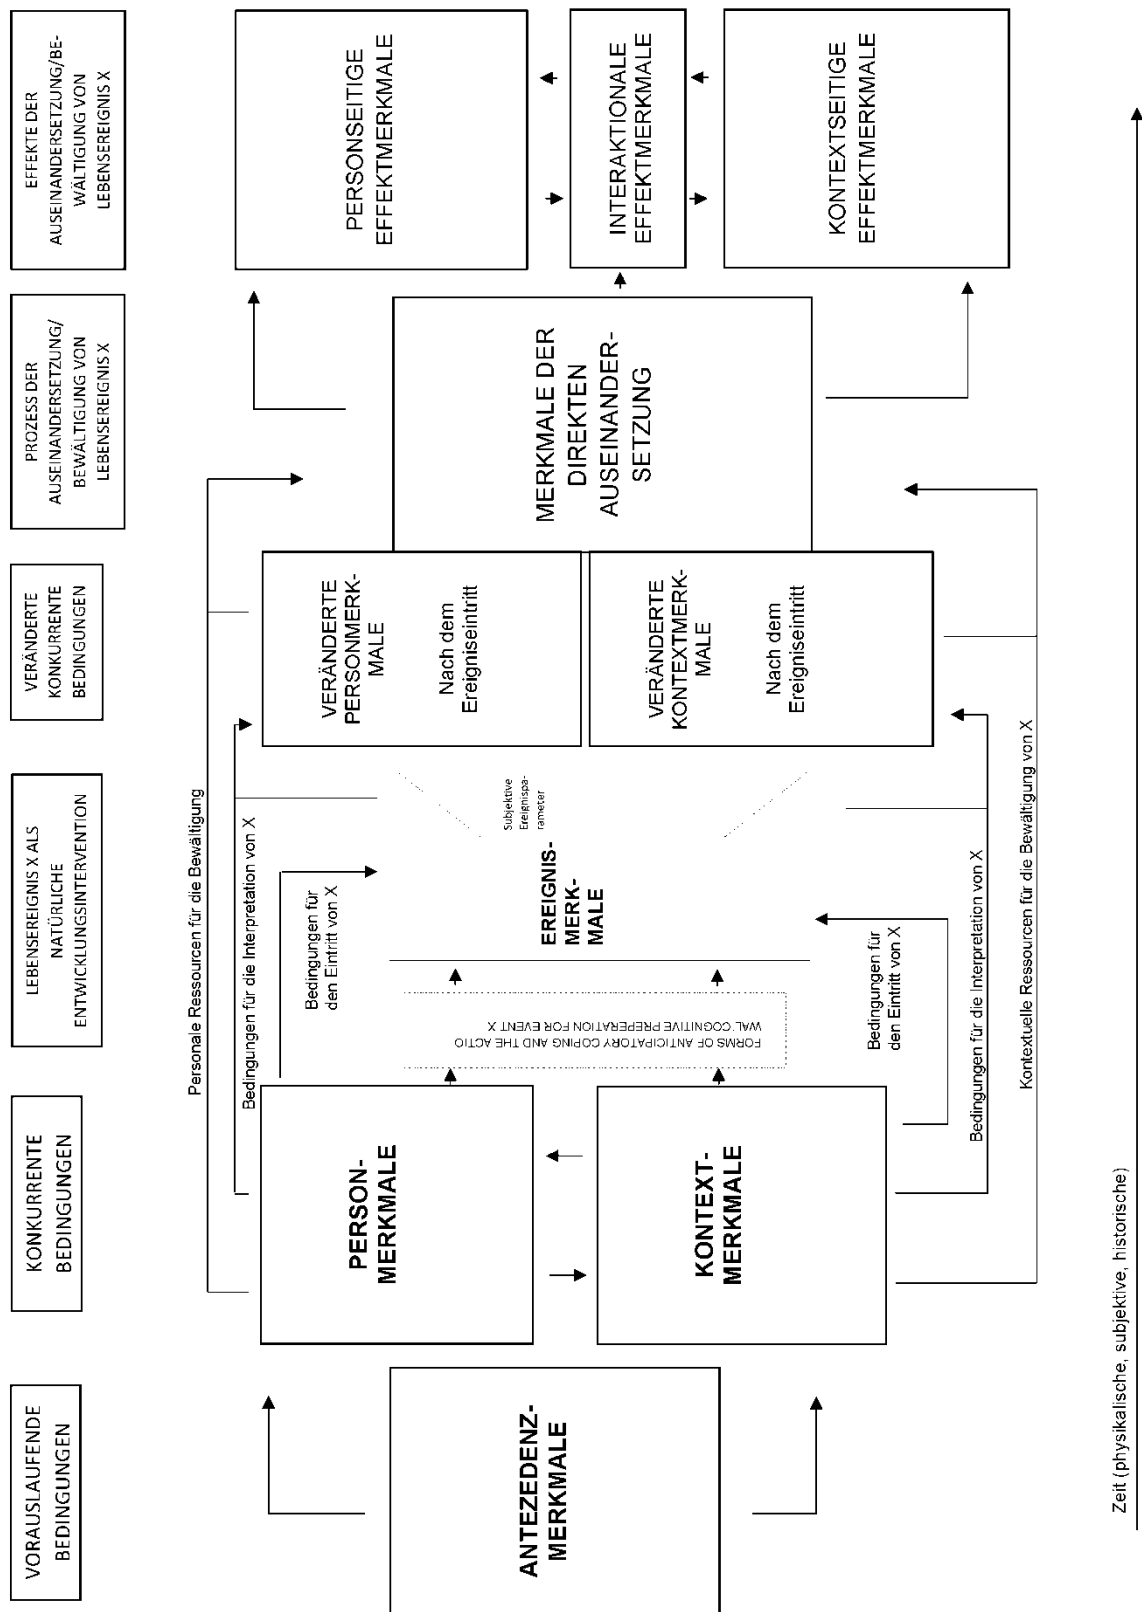 VORAUSLAUFENDE
BEDINGUNGEN
KONKURRENTE
BEDINGUNGEN
LEBENSEREIGNIS X ALS
NATÜRLICHE
ENTWICKLUNGSINTERVENTION
VERÄNDERTE
KONKURRENTE
BEDINGUNGEN
PROZESS DER
AUSEINANDERSETZUNG/
BEWÄLTIGUNG VON
LEBENSEREIGNIS X
EFFEKTE DER
AUSEINANDERSETZUNG/BE-
WÄLTIGUNG VON
LEBENSEREIGNIS X
Personale Ressourcen für die Bewältigung
Bedingungen für die Interpretation von X
Bedingungen für
den Eintritt von X
ANTEZEDENZ-
MERKMALE
PERSON-
MERKMALE
KONTEXT-
MERKMALE
FORMS OF ANTICIPATORY COPING AND THE ACTIO
WAL.COGNITIVE PREPARATION FOR EVENT X
EREIGNIS-
MERK-
MALE
Subjektive
Ereignispa-
rameter
VERÄNDERTE
PERSONMERK-
MALE
Nach dem
Ereigniseintritt
VERÄNDERTE
KONTEXTMERK-
MALE
Nach dem
Ereigniseintritt
MERKMALE DER
DIREKTEN
AUSEINANDER-
SETZUNG
PERSONSEITIGE
EFFEKTMERKMALE
INTERAKTIONALE
EFFEKTMERKMALE
KONTEXTSEITIGE
EFFEKTMERKMALE
Bedingungen für
den Eintritt von X
Bedingungen für die Interpretation von X
Kontextuelle Ressourcen für die Bewältigung von X
Zeit (physikalische, subjektive, historische)